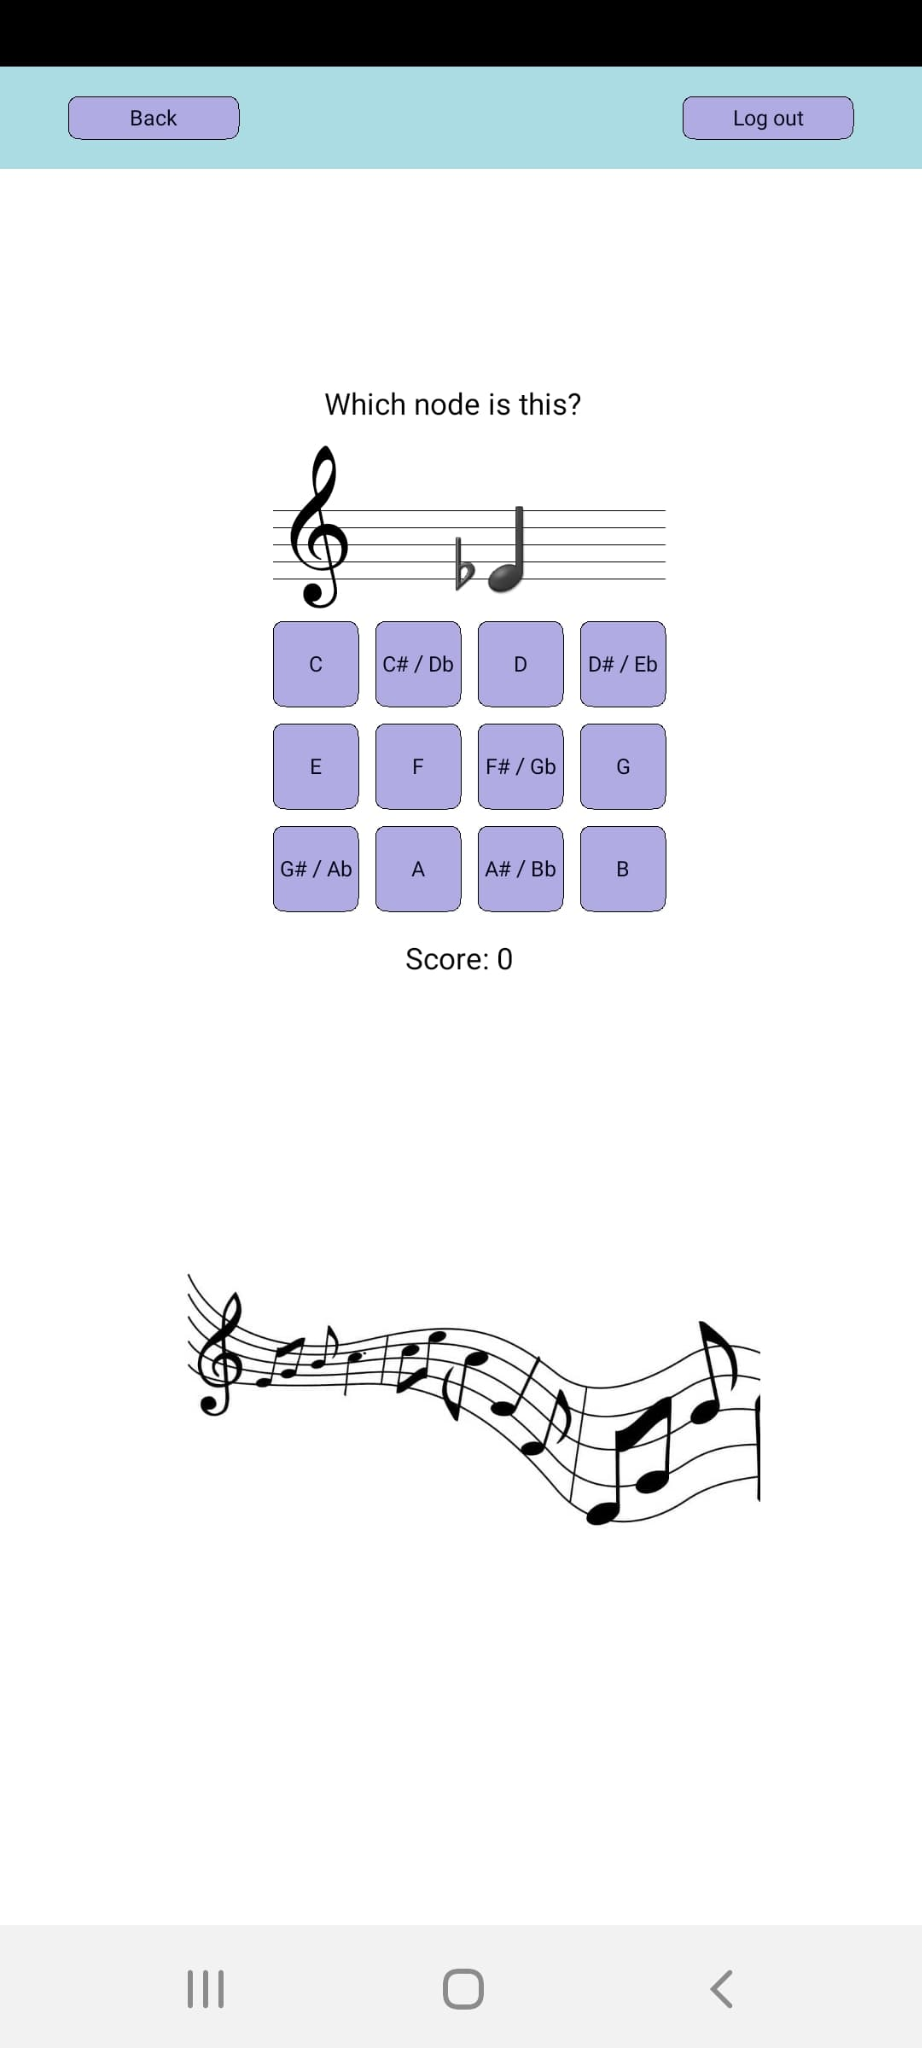 Back
Log out
Which node is this?
C
C# / Db
D
D# / Eb
E
F
F# / Gb
G
G# / Ab
A
A# / Bb
B
Score: 0